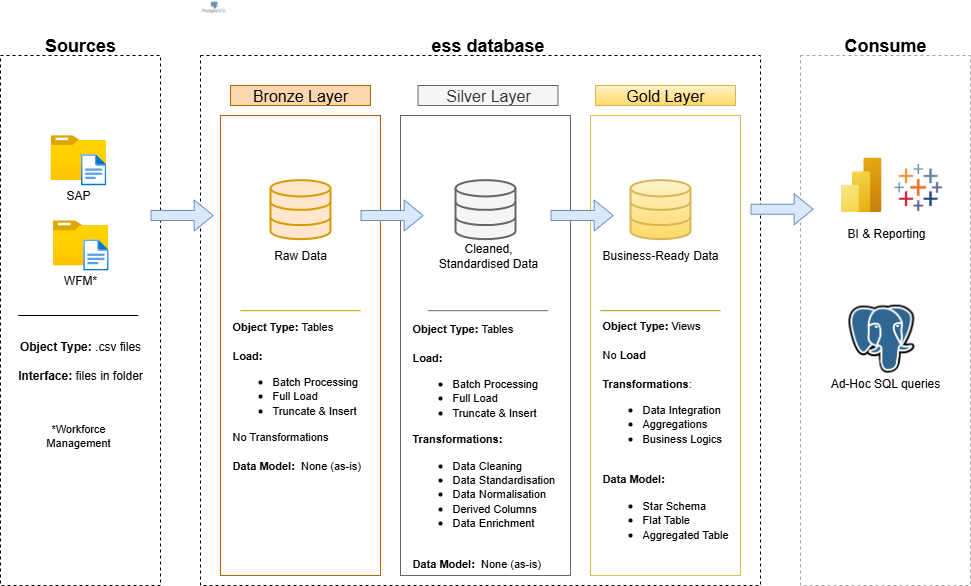 PostgreSQL
Sources
SAP
WFM*
Object Type: .csv files
Interface: files in folder
*Workforce
Management
ess database
Bronze Layer
Raw Data
Object Type: Tables
Load:
Batch Processing
Full Load
Truncate & Insert
No Transformations
Data Model: None (as-is)
Silver Layer
Cleaned,
Standardised Data
Object Type: Tables
Load:
Batch Processing
Full Load
Truncate & Insert
Transformations:
Data Cleaning
Data Standardisation
Data Normalisation
Derived Columns
Data Enrichment
Data Model: None (as-is)
Gold Layer
Business-Ready Data
Object Type: Views
No Load
Transformations:
Data Integration
Aggregations
Business Logics
Data Model:
Star Schema
Flat Table
Aggregated Table
Consume
BI & Reporting
Ad-Hoc SQL queries